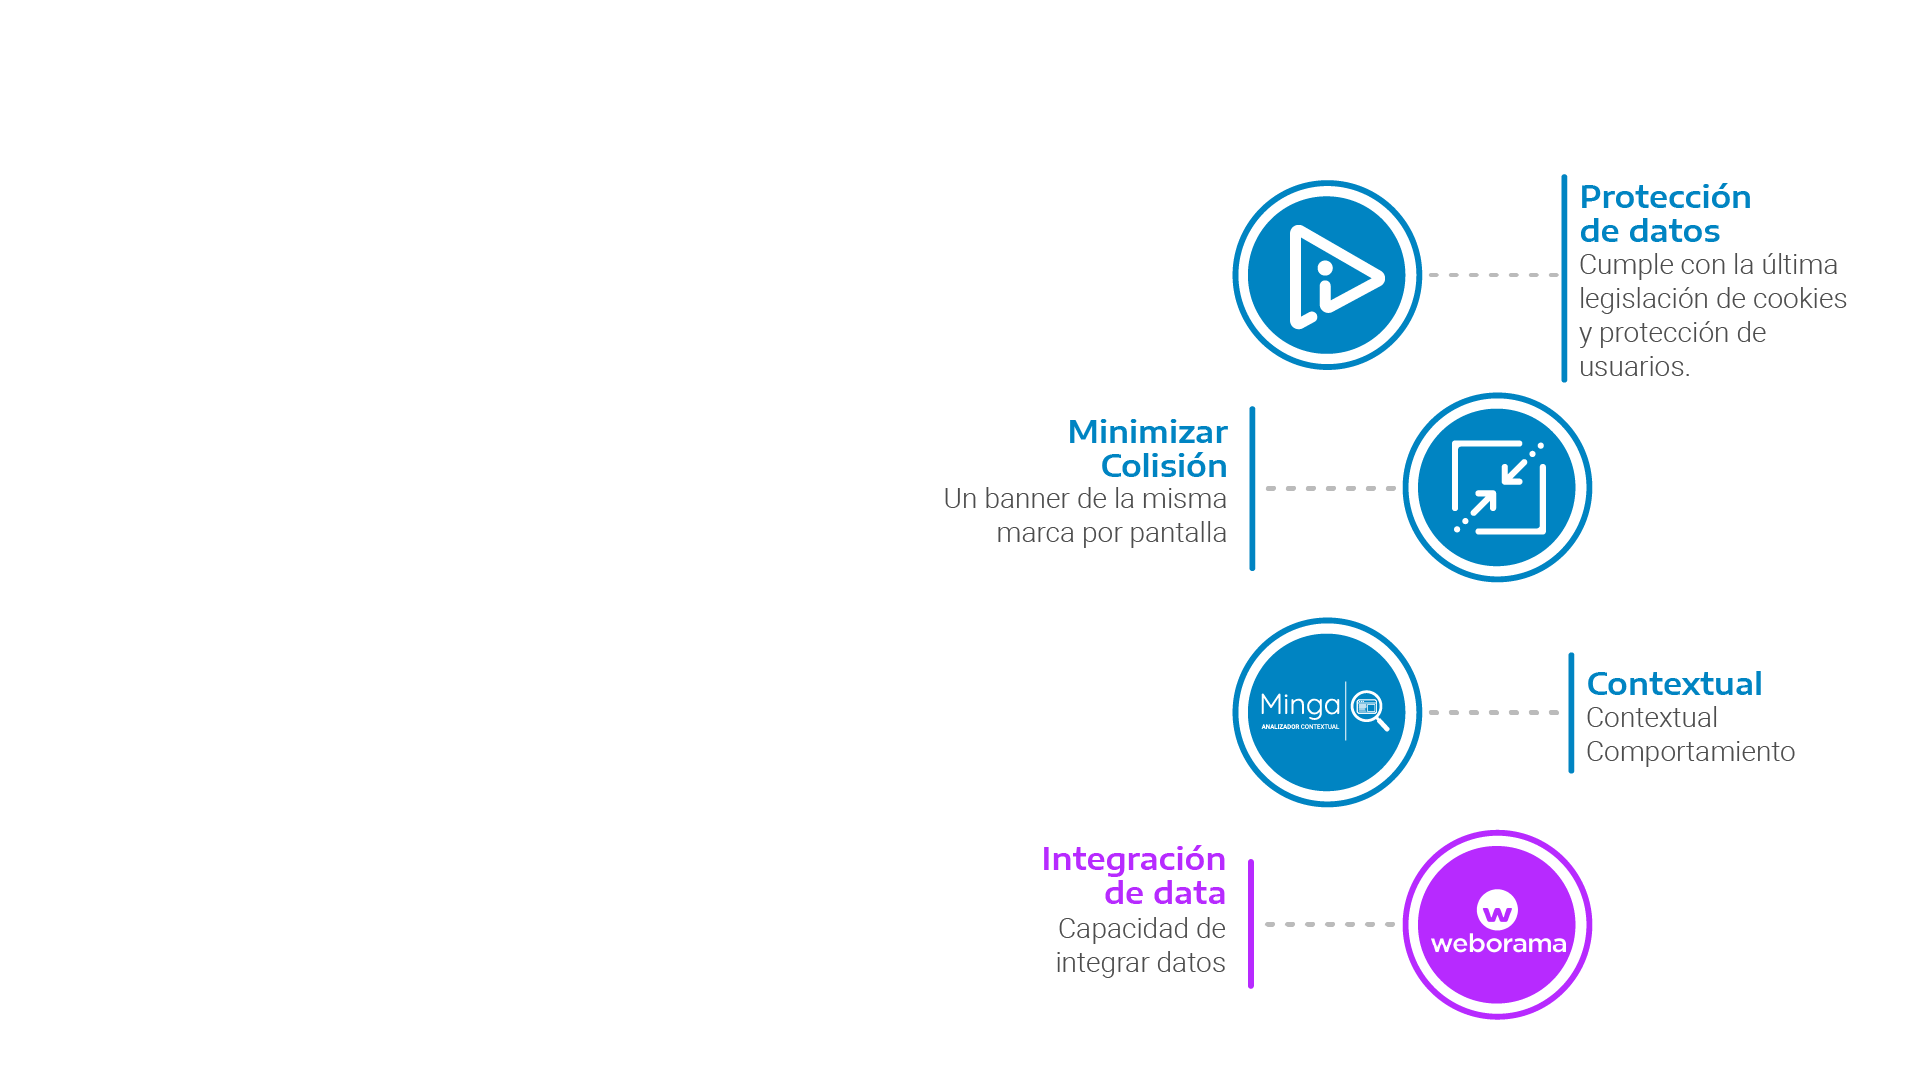 Protección
de datos
Cumple con la última
legislación de cookies
y protección de
usuarios.
Minimizar
Colisión
Un banner de la misma
marca por pantalla
Minga
ANALIZADOR CONTEXTUAL
Contextual
Contextual
Comportamiento
Integración
de data
Capacidad de
integrar datos
w
weborama